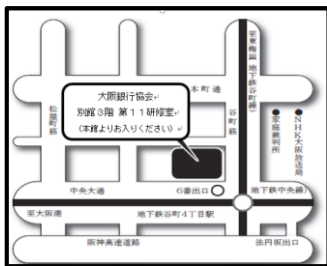 大阪銀行協会
別館3階 第11研修室
（本館よりお入りください）
至東梅田
地下鉄谷町線
本町通
松屋町筋
谷町筋
●家庭裁判所
●NHK大阪放送局
中央大通
6番出口
地下鉄中央線
至大阪港
地下鉄谷町4丁目駅
阪神高速道路
法円坂出口